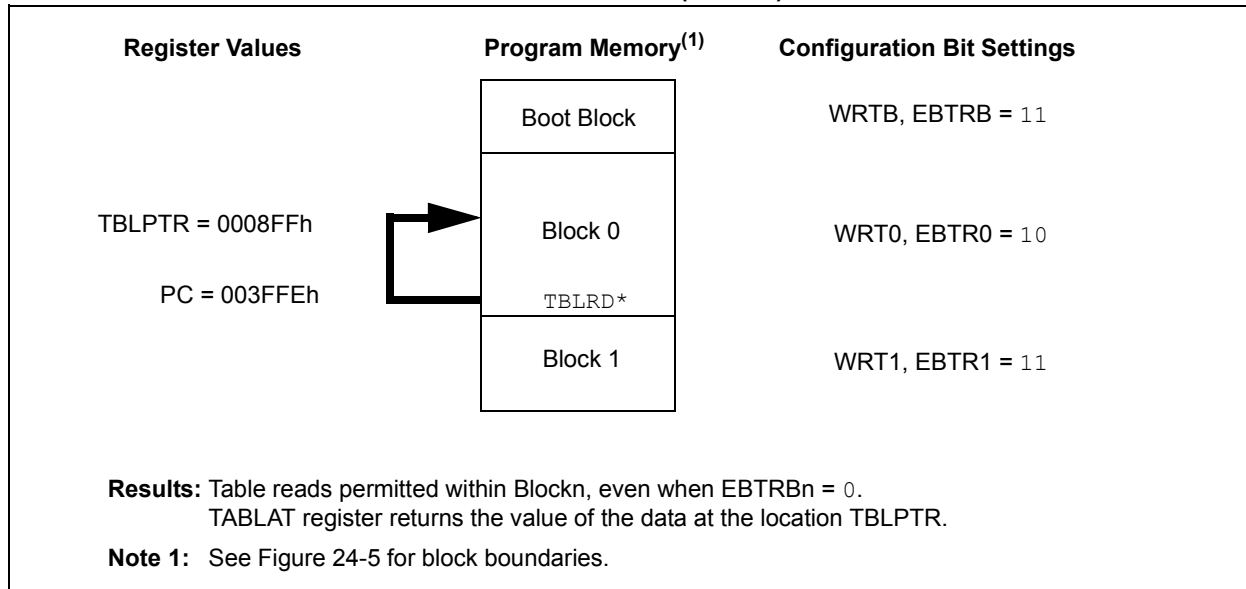 Register Values
Program Memory(1)
Configuration Bit Settings
Boot Block
WRTB, EBTRB = 11
TBLPTR = 0008FFh
Block 0
WRT0, EBTR0 = 10
PC = 003FFEh
TBLRD*
Block 1
WRT1, EBTR1 = 11
Results: Table reads permitted within Blockn, even when EBTRBn = 0.
TABLAT register returns the value of the data at the location TBLPTR.
Note 1: See Figure 24-5 for block boundaries.